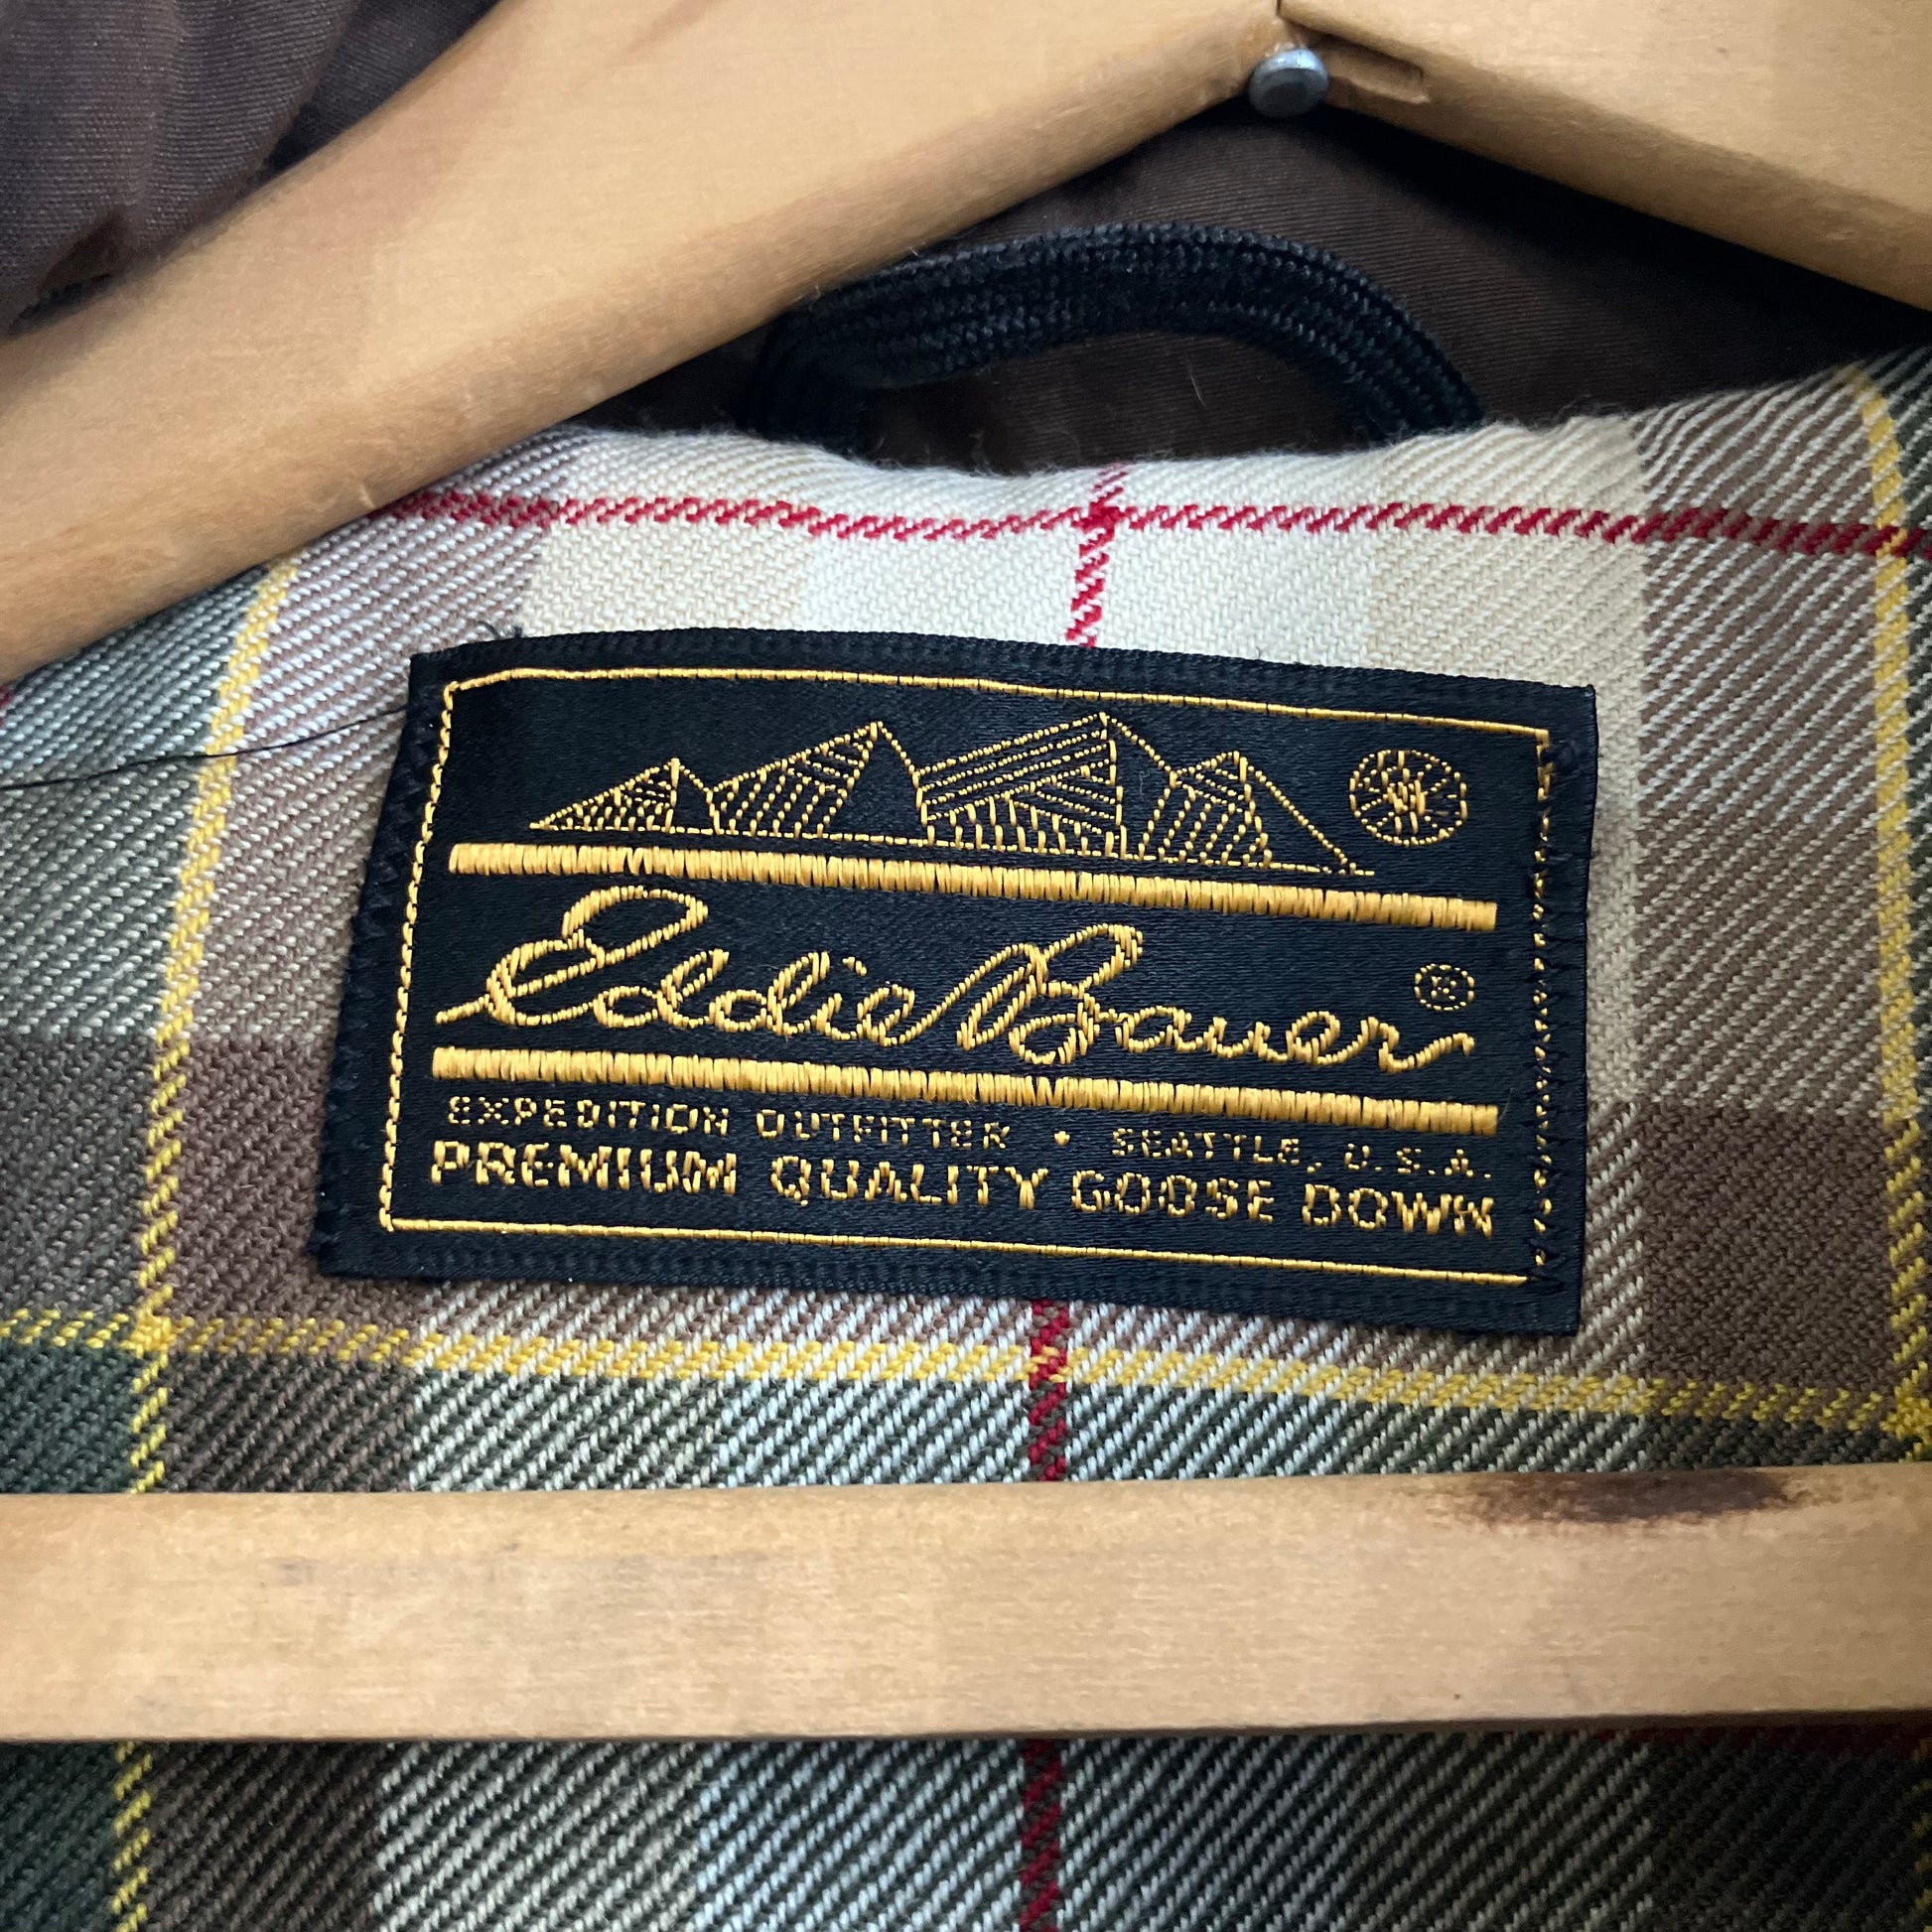 Eddie Bauer ®
EXPEDITION OUTFITTER • SEATTLE, U.S.A.
PREMIUM QUALITY GOOSE DOWN